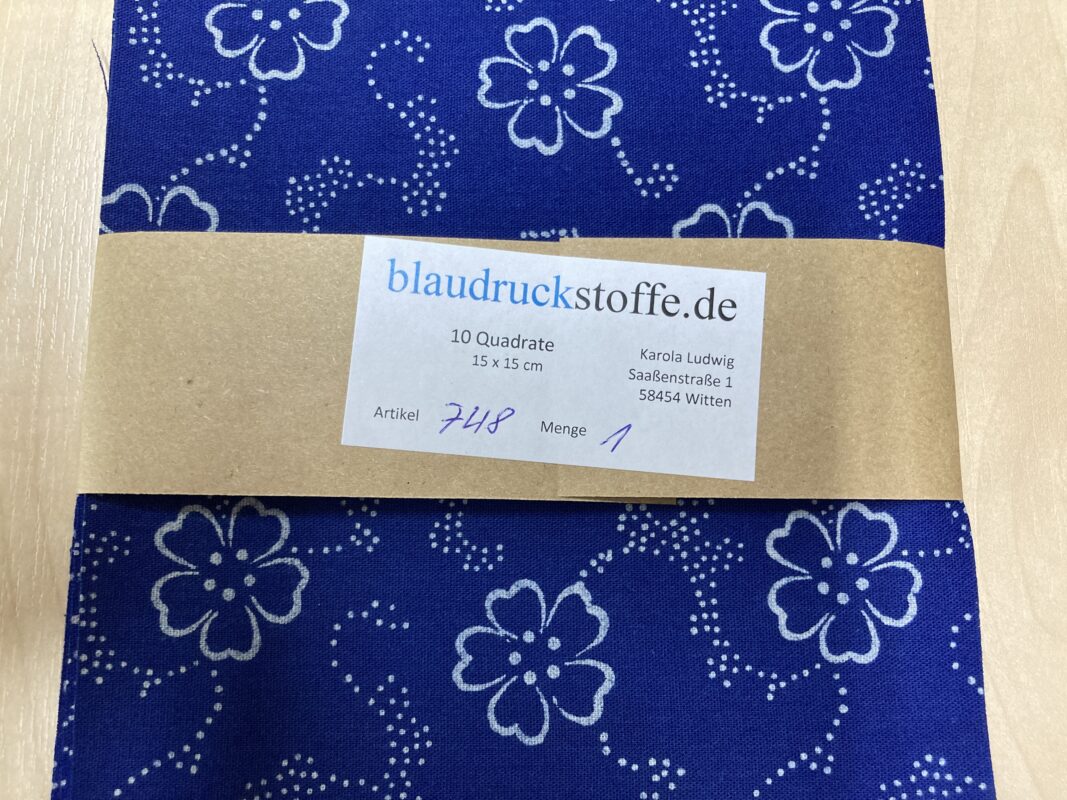 blaudruckstoffe.de
10 Quadrate
15 x 15 cm
Karola Ludwig
Saaßenstraße 1
58454 Witten
Artikel 748 Menge 1